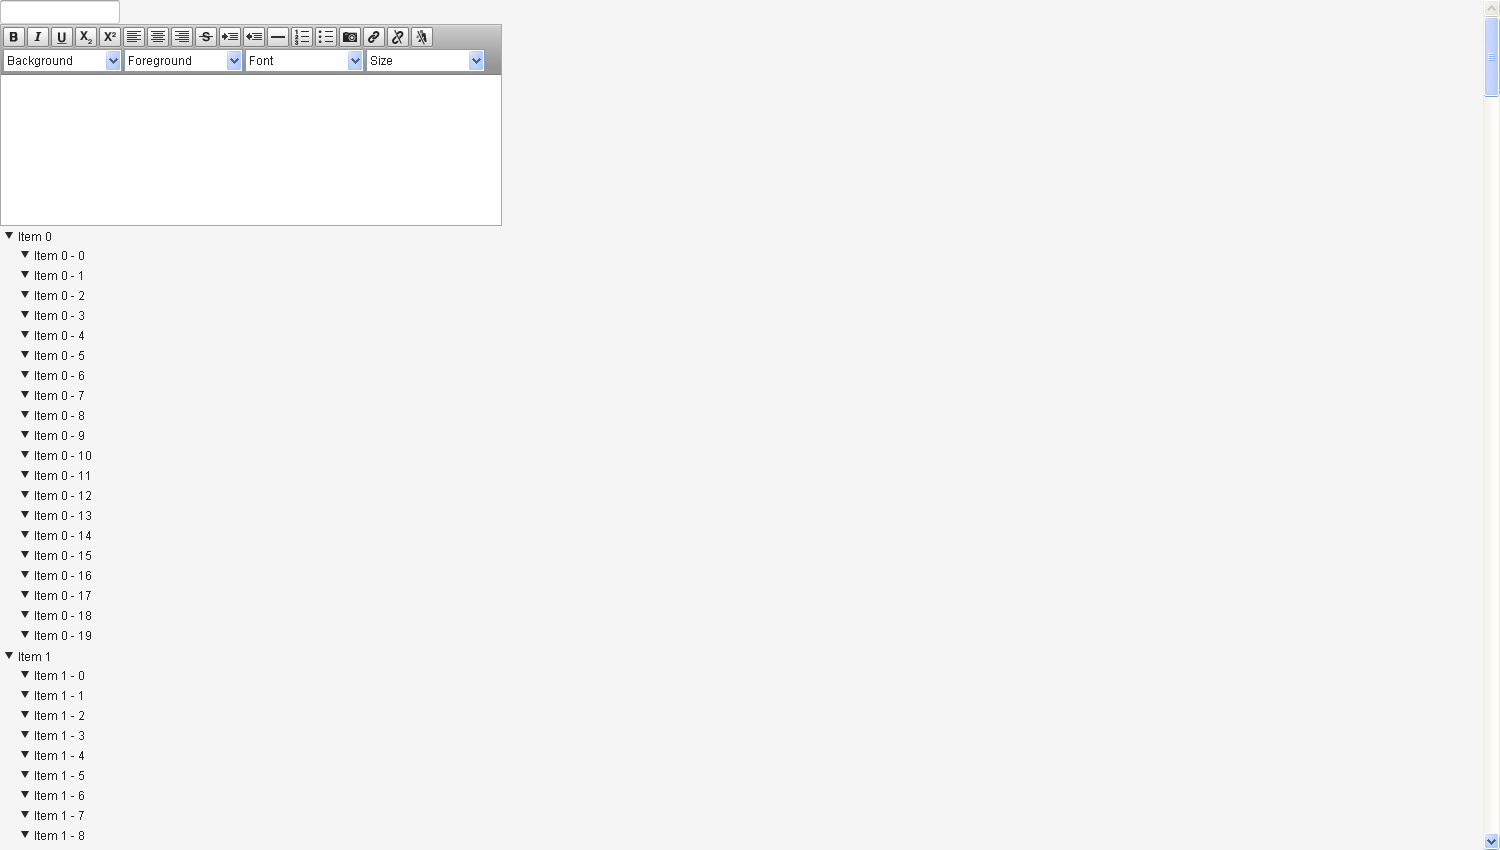 B I U X2 X² S
Background Foreground Font Size
Item 0
Item 0 - 0
Item 0 - 1
Item 0 - 2
Item 0 - 3
Item 0 - 4
Item 0 - 5
Item 0 - 6
Item 0 - 7
Item 0 - 8
Item 0 - 9
Item 0 - 10
Item 0 - 11
Item 0 - 12
Item 0 - 13
Item 0 - 14
Item 0 - 15
Item 0 - 16
Item 0 - 17
Item 0 - 18
Item 0 - 19
Item 1
Item 1 - 0
Item 1 - 1
Item 1 - 2
Item 1 - 3
Item 1 - 4
Item 1 - 5
Item 1 - 6
Item 1 - 7
Item 1 - 8